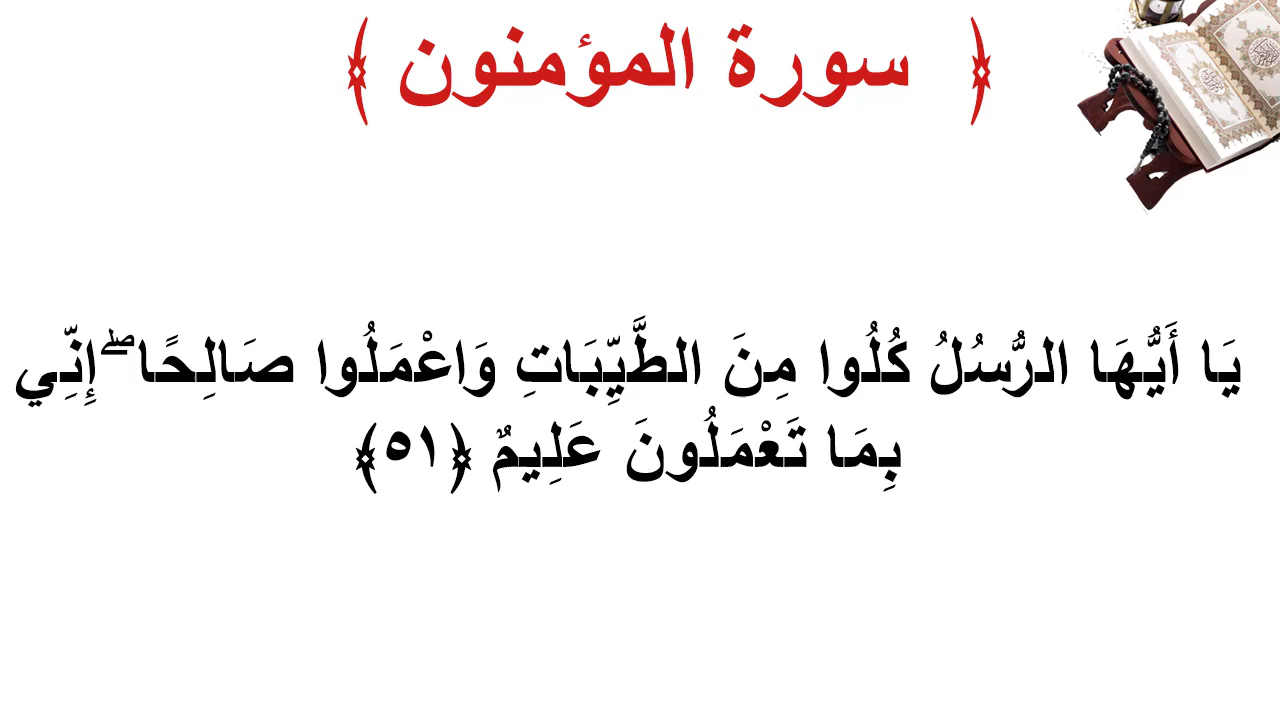 ﴿ سورة المؤمنون ﴾
يَا أَيُّهَا الرُّسُلُ كُلُوا مِنَ الطَّيِّبَاتِ وَاعْمَلُوا صَالِحًا ۖ إِنِّي
بِمَا تَعْمَلُونَ عَلِيمٌ ﴿٥١﴾